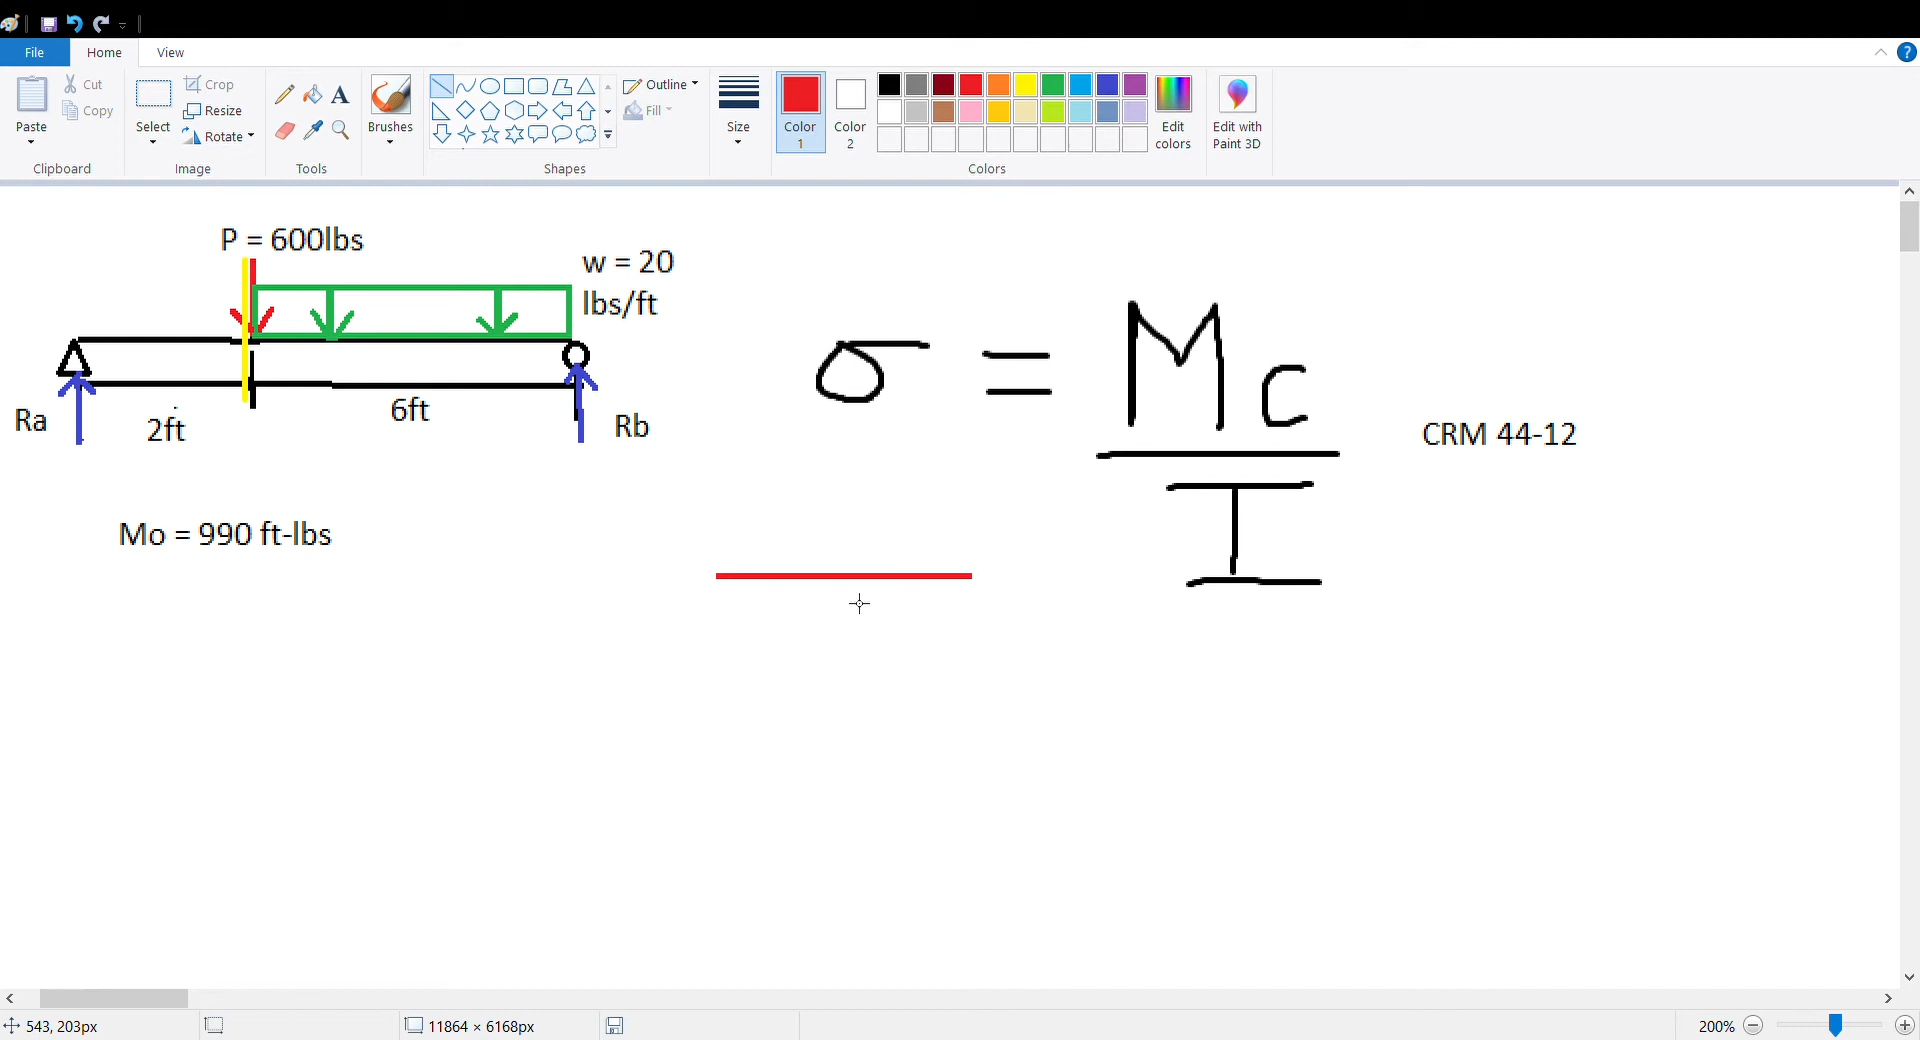 File Home View
Paste
Cut
Copy
Clipboard
Select
Crop
Resize
Rotate
Image
A
Tools
Brushes
Shapes
Outline
Fill
Size
Color 1
Color 2
Colors
Edit colors
Edit with Paint 3D
?
P = 600lbs
w = 20
lbs/ft
Ra
2ft
6ft
Rb
Mo = 990 ft-lbs
σ = Mc
I
CRM 44-12
543, 203px
11864 × 6168px
200%